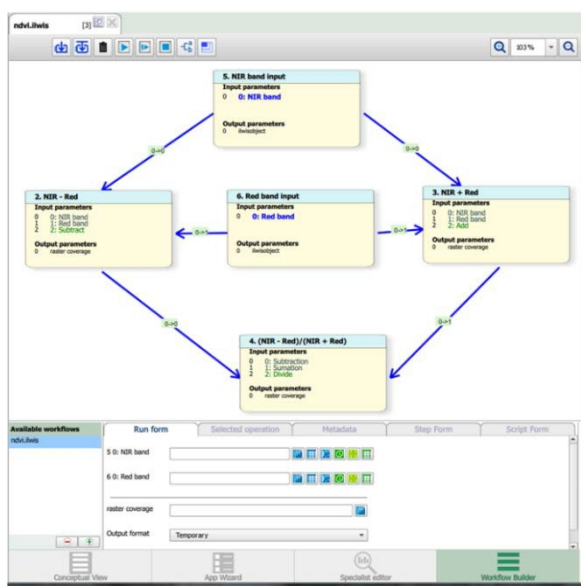 ndvi.ilwis [3]
103%
5. NIR band input
Input parameters
0 0: NIR band
Output parameters
0 ilwisobject
0->0
0->0
2. NIR - Red
Input parameters
0 0: NIR band
1 1: Red band
2 2: Subtract
Output parameters
0 raster coverage
6. Red band input
Input parameters
0 0: Red band
Output parameters
0 ilwisobject
3. NIR + Red
Input parameters
0 0: NIR band
1 1: Red band
2 2: Add
Output parameters
0 raster coverage
0->1
0->1
0->0
0->1
4. (NIR - Red)/(NIR + Red)
Input parameters
0 0: Subtraction
1 1: Sumation
2 2: Divide
Output parameters
0 raster coverage
Available workflows
ndvi.ilwis
Run form
Selected operation
Metadata
Step Form
Script Form
5 0: NIR band
6 0: Red band
raster coverage
Output format Temporary
Conceptual View
App Wizard
Specialist editor
Workflow Builder